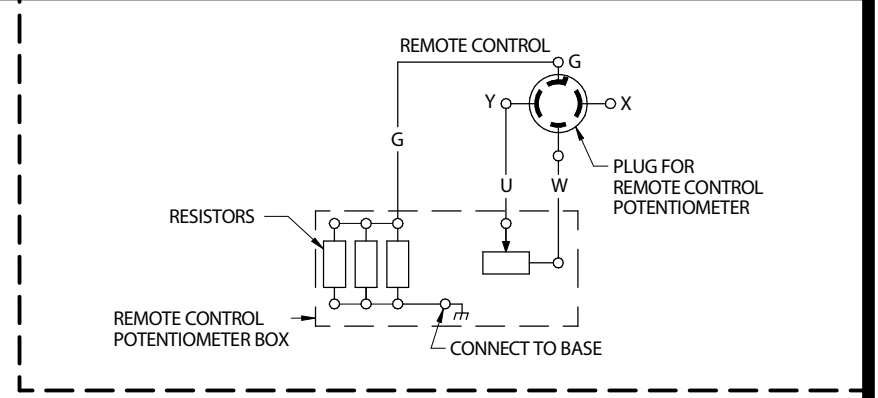 REMOTE CONTROL
G
Y
X
G
PLUG FOR
REMOTE CONTROL
POTENTIOMETER
U
W
RESISTORS
REMOTE CONTROL
POTENTIOMETER BOX
CONNECT TO BASE